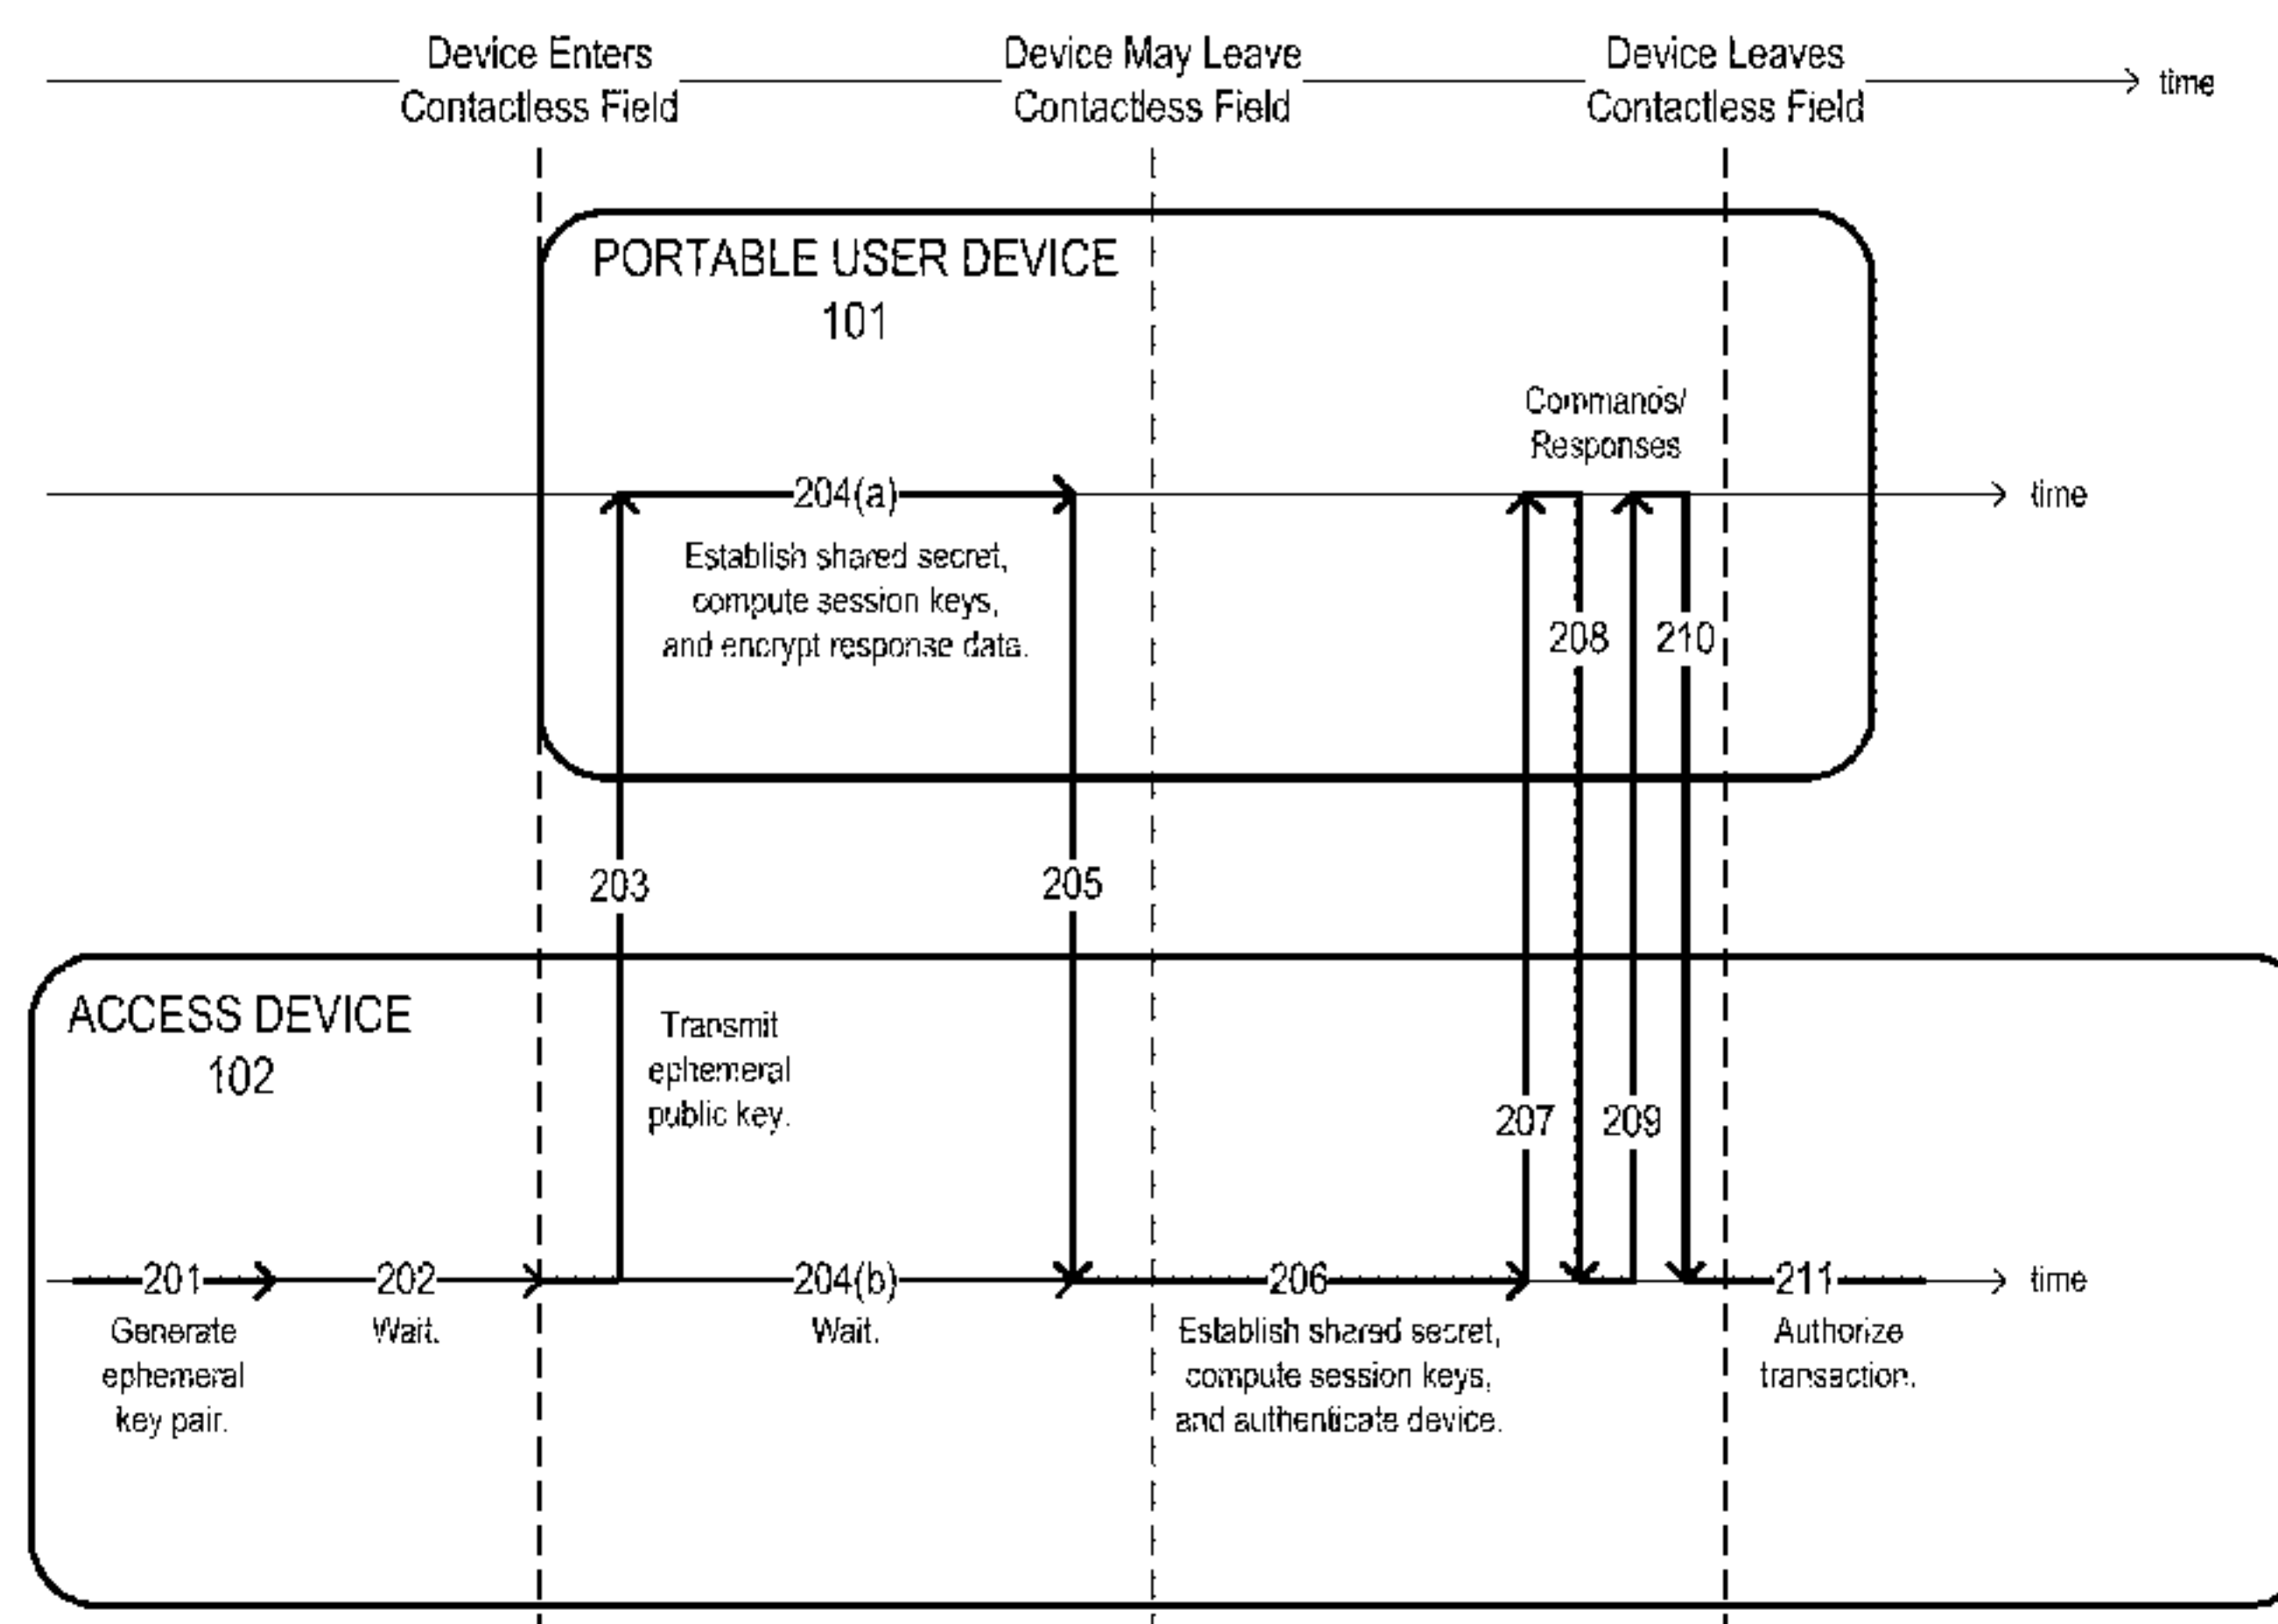 Device Enters
Contactless Field
Device May Leave
Contactless Field
Device Leaves
Contactless Field
time
PORTABLE USER DEVICE
101
Commands/
Responses
204(a)
time
Establish shared secret,
compute session keys,
and encrypt response data.
208
210
203
205
ACCESS DEVICE
102
Transmit
ephemeral
public key.
207
209
201
202
204(b)
206
211
time
Generate
ephemeral
key pair.
Wait.
Wait.
Establish shared secret,
compute session keys,
and authenticate device.
Authorize
transaction.